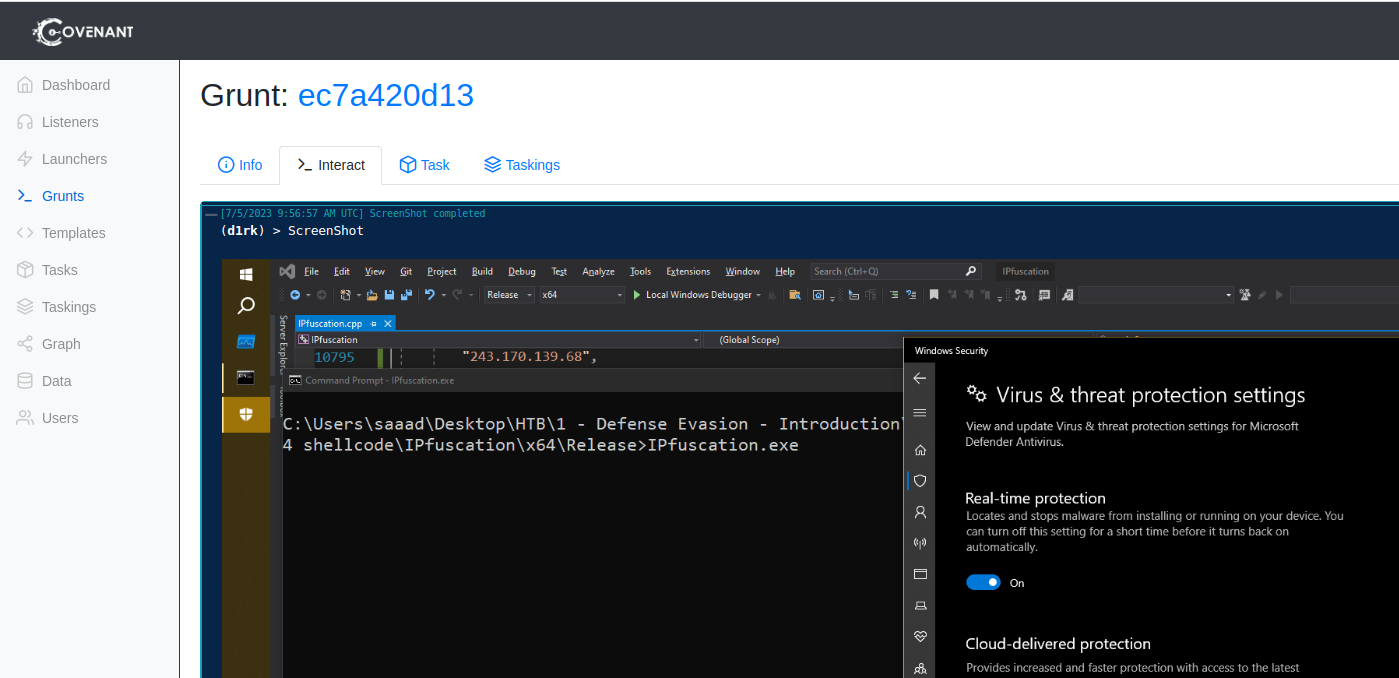 COVENANT
Dashboard
Listeners
Launchers
Grunts
Templates
Tasks
Taskings
Graph
Data
Users
Grunt: ec7a420d13
Info Interact Task Taskings
[7/5/2023 9:56:57 AM UTC] ScreenShot completed
(d1rk) > ScreenShot
File Edit View Git Project Build Debug Test Analyze Tools Extensions Window Help Search (Ctrl+Q) IPfuscation
Release x64 Local Windows Debugger
Server Explorer
IPfuscation.cpp
IPfuscation (Global Scope)
10795 "243.170.139.68",
Command Prompt - IPfuscation.exe
C:\Users\saaad\Desktop\HTB\1 - Defense Evasion - Introduction\
4 shellcode\IPfuscation\x64\Release>IPfuscation.exe
Windows Security
Virus & threat protection settings
View and update Virus & threat protection settings for Microsoft
Defender Antivirus.
Real-time protection
Locates and stops malware from installing or running on your device. You
can turn off this setting for a short time before it turns back on
automatically.
On
Cloud-delivered protection
Provides increased and faster protection with access to the latest